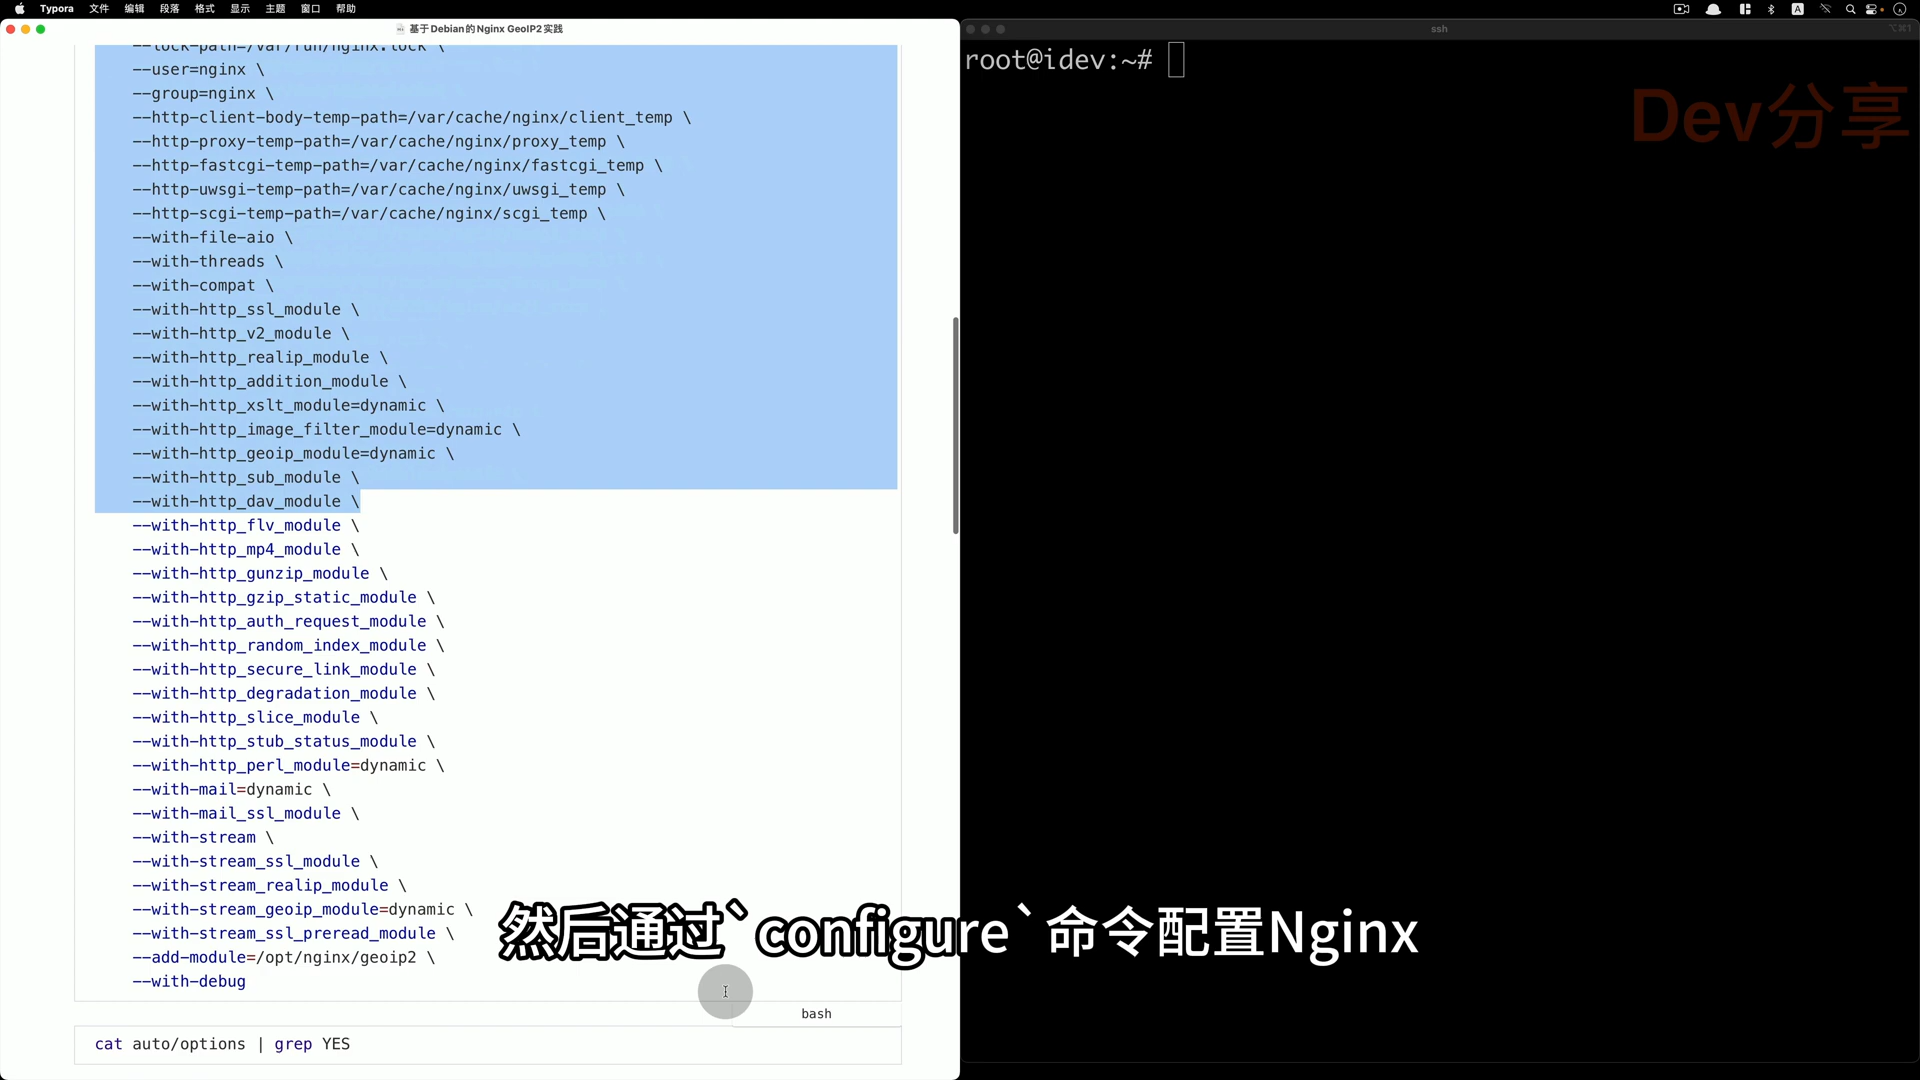 Typora 文件 编辑 段落 格式 显示 主题 窗口 帮助
基于Debian的Nginx GeoIP2实践
ssh
⌥⌘1
--lock-path=/var/run/nginx.lock \
--user=nginx \
--group=nginx \
--http-client-body-temp-path=/var/cache/nginx/client_temp \
--http-proxy-temp-path=/var/cache/nginx/proxy_temp \
--http-fastcgi-temp-path=/var/cache/nginx/fastcgi_temp \
--http-uwsgi-temp-path=/var/cache/nginx/uwsgi_temp \
--http-scgi-temp-path=/var/cache/nginx/scgi_temp \
--with-file-aio \
--with-threads \
--with-compat \
--with-http_ssl_module \
--with-http_v2_module \
--with-http_realip_module \
--with-http_addition_module \
--with-http_xslt_module=dynamic \
--with-http_image_filter_module=dynamic \
--with-http_geoip_module=dynamic \
--with-http_sub_module \
--with-http_dav_module \
--with-http_flv_module \
--with-http_mp4_module \
--with-http_gunzip_module \
--with-http_gzip_static_module \
--with-http_auth_request_module \
--with-http_random_index_module \
--with-http_secure_link_module \
--with-http_degradation_module \
--with-http_slice_module \
--with-http_stub_status_module \
--with-http_perl_module=dynamic \
--with-mail=dynamic \
--with-mail_ssl_module \
--with-stream \
--with-stream_ssl_module \
--with-stream_realip_module \
--with-stream_geoip_module=dynamic \
--with-stream_ssl_preread_module \
--add-module=/opt/nginx/geoip2 \
--with-debug
bash
cat auto/options | grep YES
root@idev:~#
Dev分享
然后通过`configure`命令配置Nginx